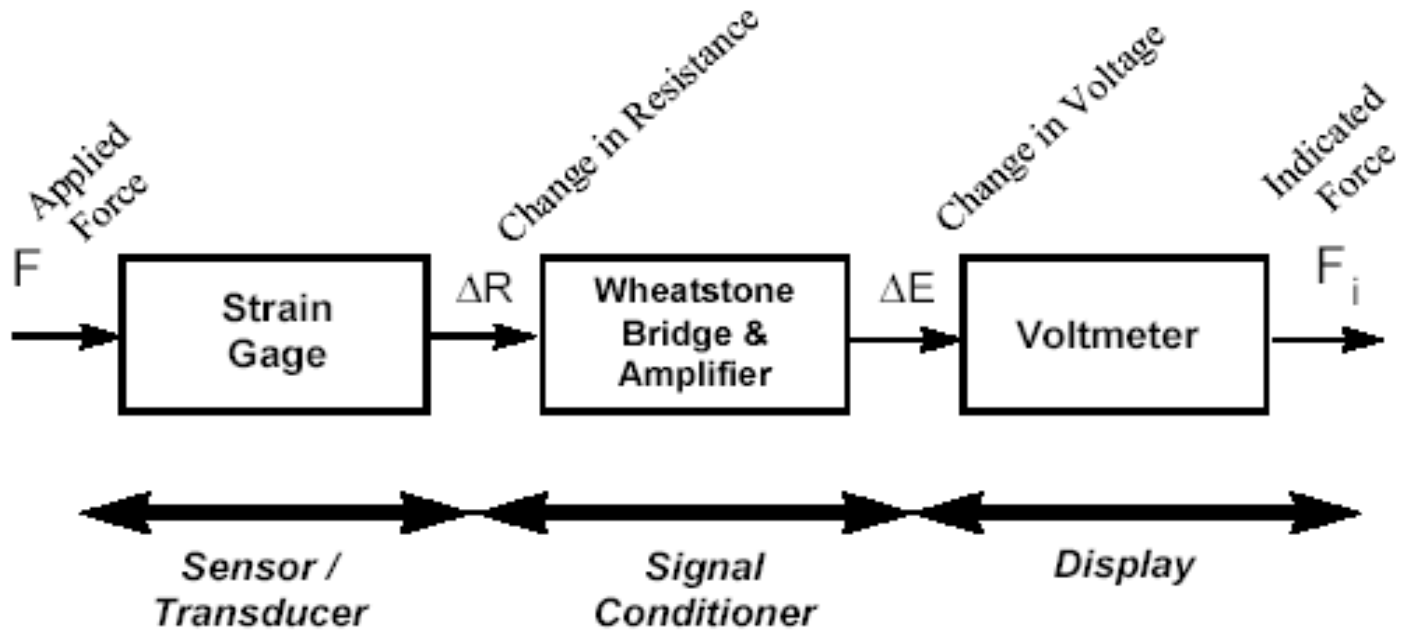 Applied
Force
Change in Resistance
Change in Voltage
Indicated
Force
F
ΔR
ΔE
F i
Strain
Gage
Wheatstone
Bridge &
Amplifier
Voltmeter
Sensor /
Transducer
Signal
Conditioner
Display